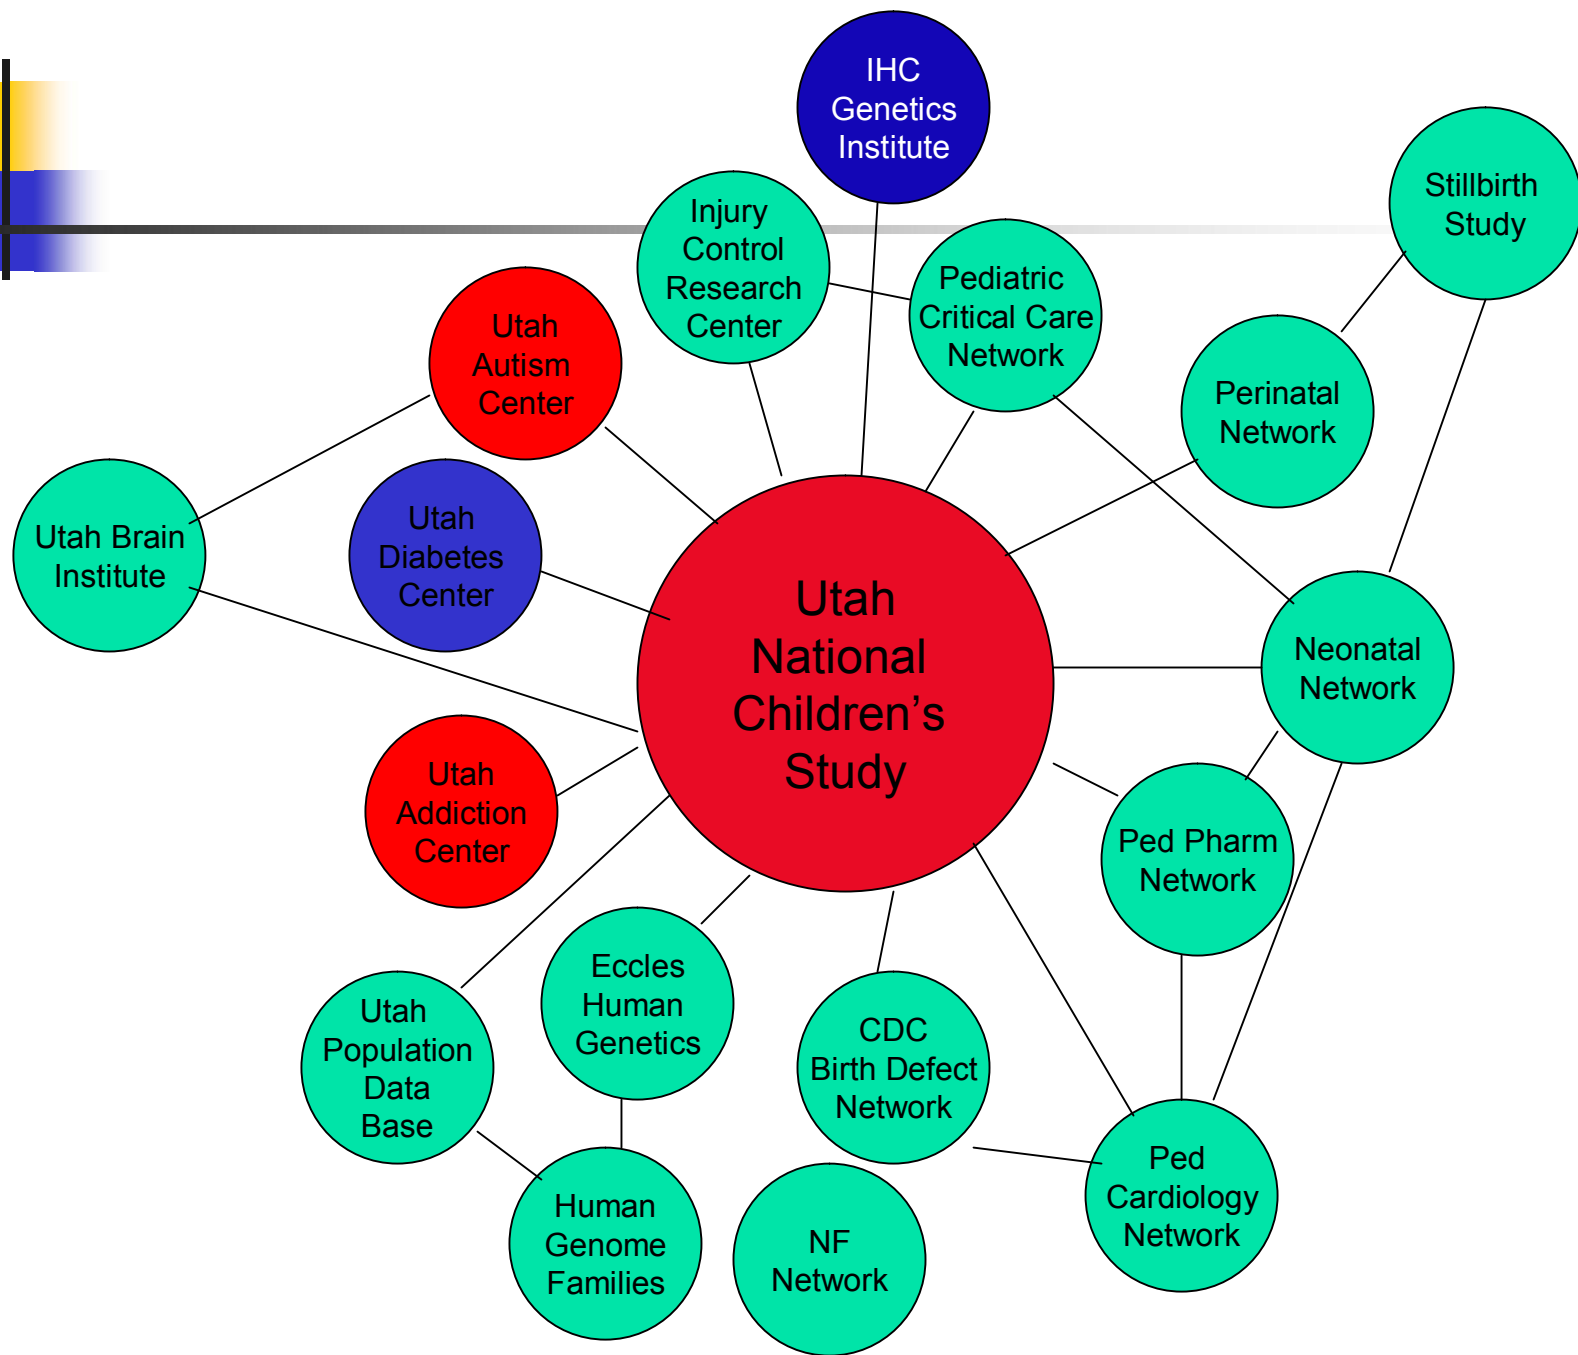 IHC
Genetics
Institute
Stillbirth
Study
Injury
Control
Research
Center
Pediatric
Critical Care
Network
Utah
Autism
Center
Perinatal
Network
Utah Brain
Institute
Utah
Diabetes
Center
Utah
National
Children’s
Study
Neonatal
Network
Utah
Addiction
Center
Ped Pharm
Network
Eccles
Human
Genetics
Utah
Population
Data
Base
CDC
Birth Defect
Network
Ped
Cardiology
Network
Human
Genome
Families
NF
Network